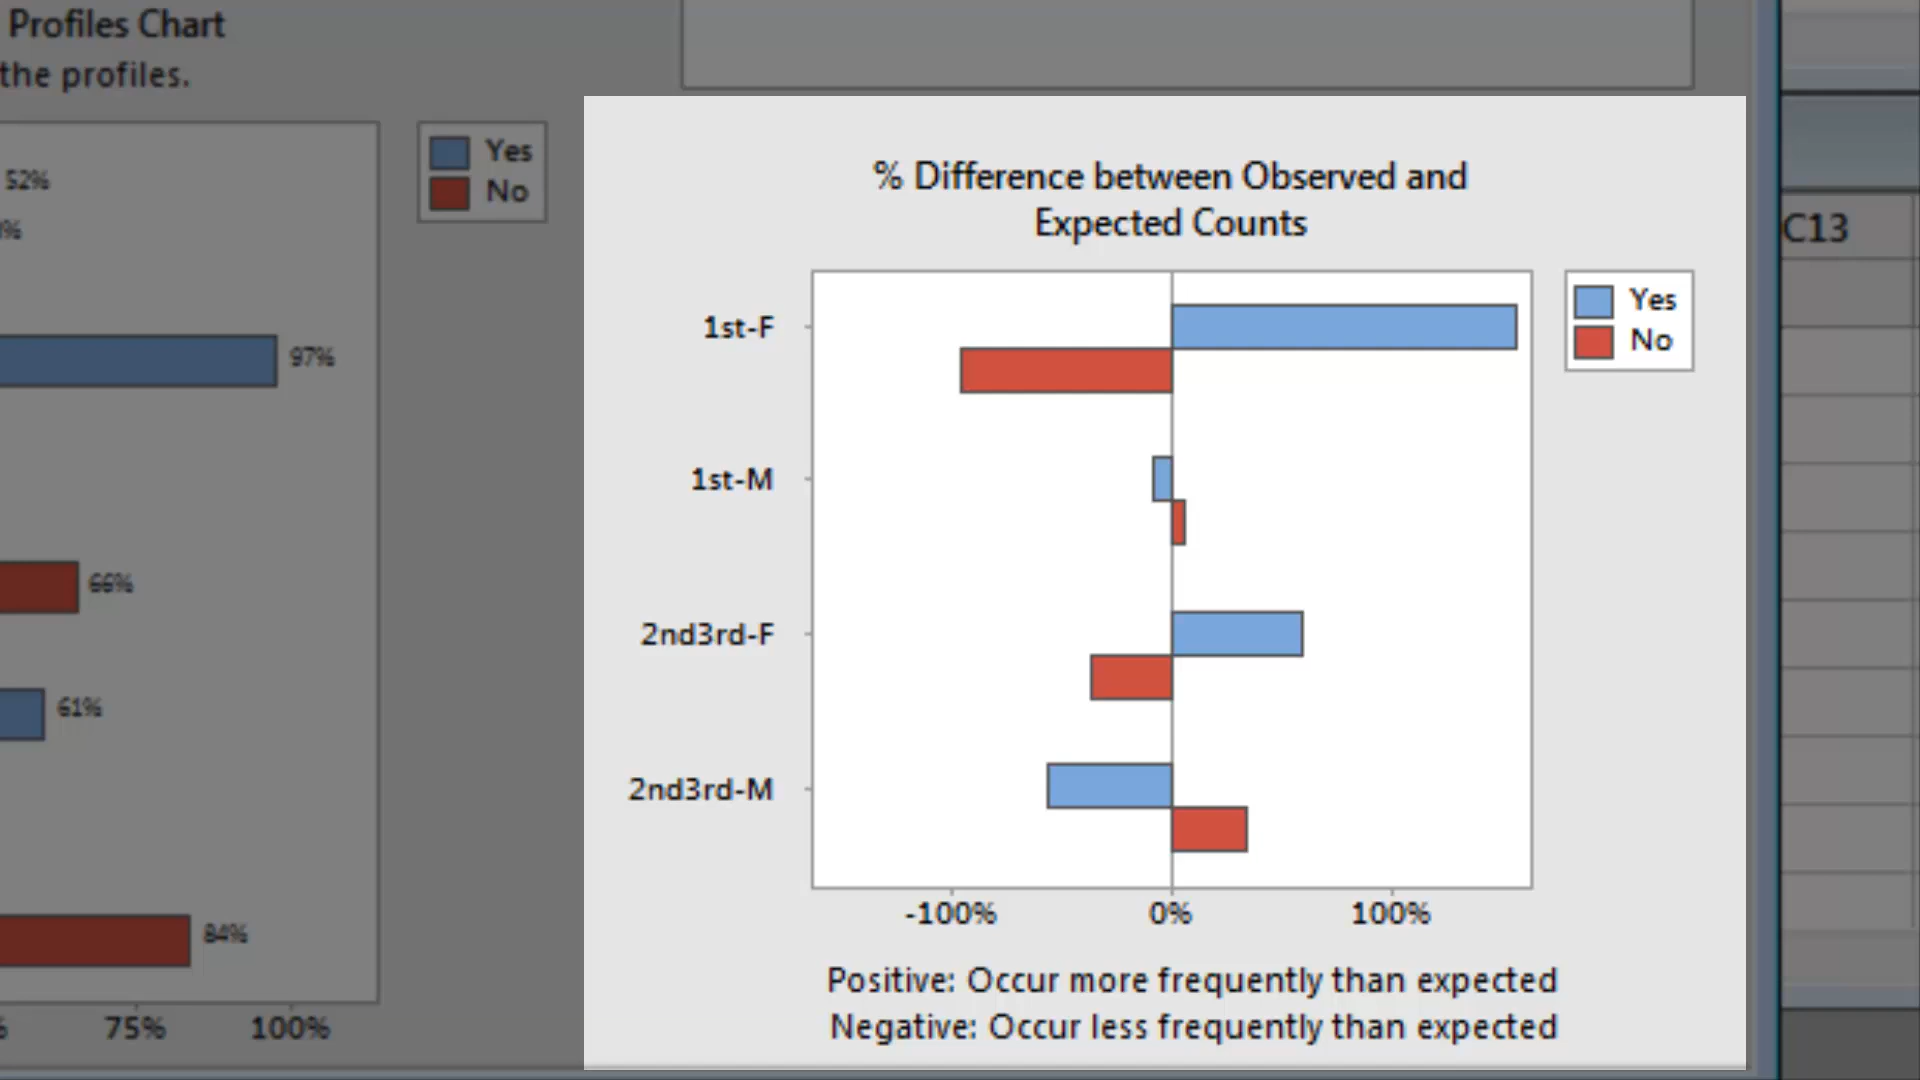 Profiles Chart
the profiles.
Yes
No
52%
%
97%
66%
61%
84%
75%
100%
% Difference between Observed and
Expected Counts
Yes
No
1st-F
1st-M
2nd3rd-F
2nd3rd-M
-100%
0%
100%
Positive: Occur more frequently than expected
Negative: Occur less frequently than expected
C13